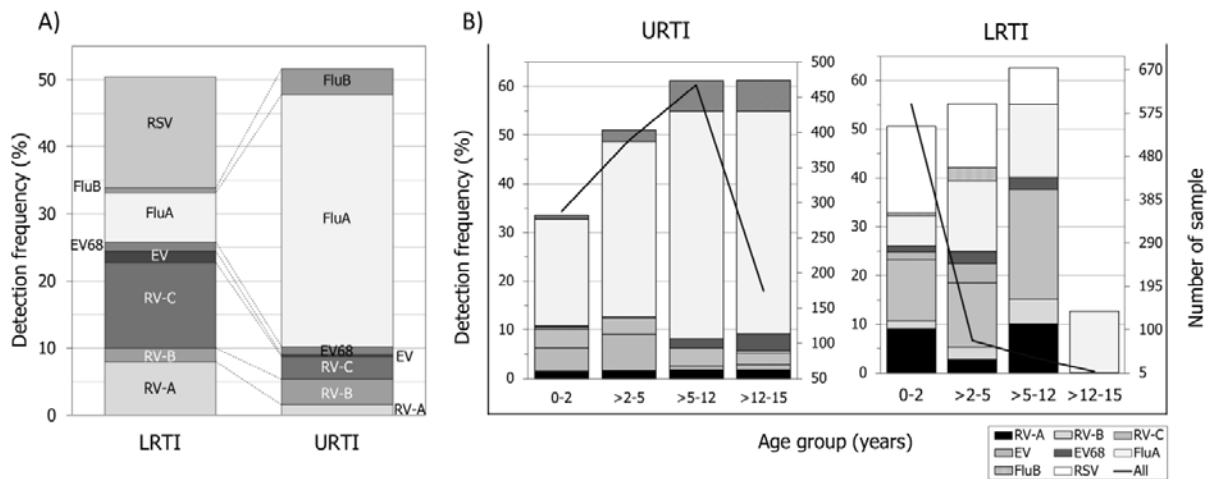 A)
Detection frequency (%)
50
40
30
20
10
0
RSV
FluB
FluA
EV68
EV
RV-C
RV-B
RV-A
FluB
FluA
EV68
EV
RV-C
RV-B
RV-A
LRTI
URTI
B)
URTI
Detection frequency (%)
60
50
40
30
20
10
0
500
450
400
350
300
250
200
150
100
50
0-2
>2-5
>5-12
>12-15
LRTI
60
50
40
30
20
10
0
670
575
480
385
290
195
100
5
Number of sample
0-2
>2-5
>5-12
>12-15
Age group (years)
RV-A RV-B RV-C
EV EV68 FluA
FluB RSV All